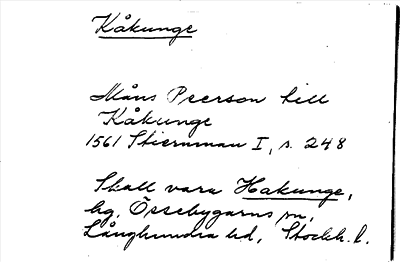 Kåkunge
Måns Peerson till
Kåkunge
1561 Stiernman I, s. 248
Skall vara Hakunge,
hg, Össebygarns sn,
Långhundra hd, Stockh. l.